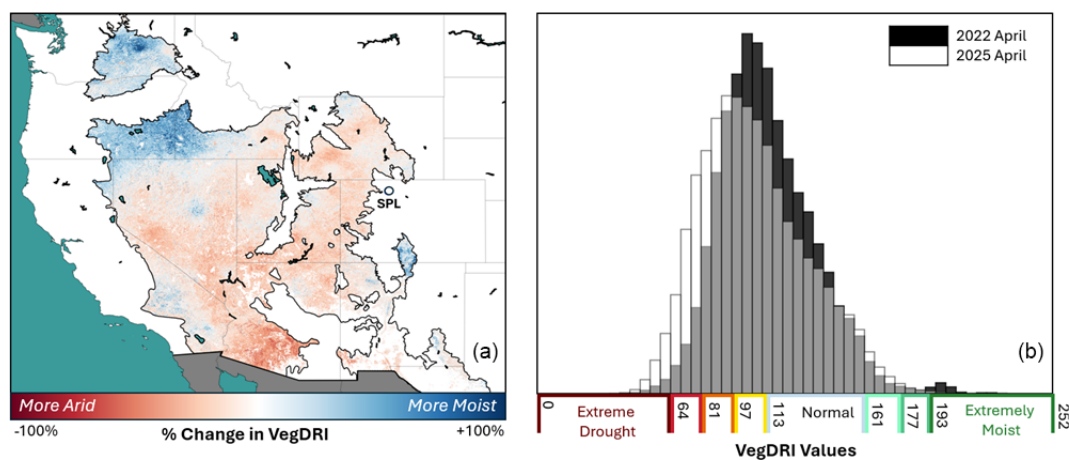 SPL
(a)
More Arid
More Moist
-100%
% Change in VegDRI
+100%
2022 April
2025 April
(b)
0
Extreme
Drought
64
81
97
113
Normal
161
177
193
Extremely
Moist
252
VegDRI Values